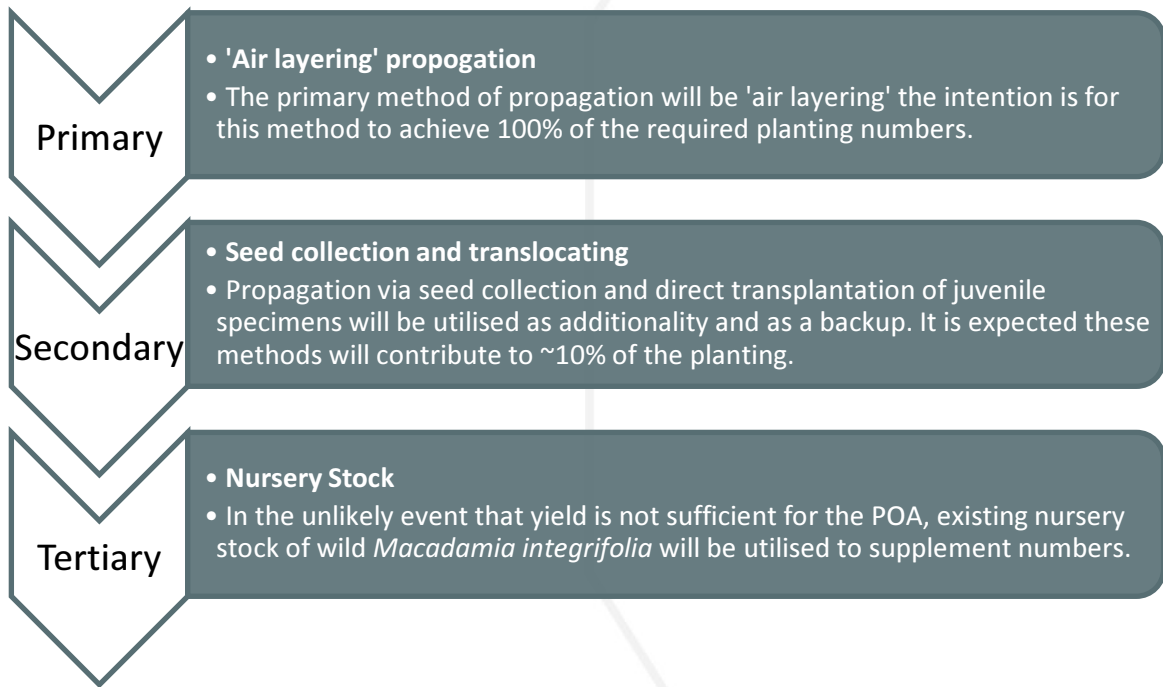 Primary
• 'Air layering' propogation
• The primary method of propagation will be 'air layering' the intention is for
this method to achieve 100% of the required planting numbers.
Secondary
• Seed collection and translocating
• Propagation via seed collection and direct transplantation of juvenile
specimens will be utilised as additionality and as a backup. It is expected these
methods will contribute to ~10% of the planting.
Tertiary
• Nursery Stock
• In the unlikely event that yield is not sufficient for the POA, existing nursery
stock of wild Macadamia integrifolia will be utilised to supplement numbers.